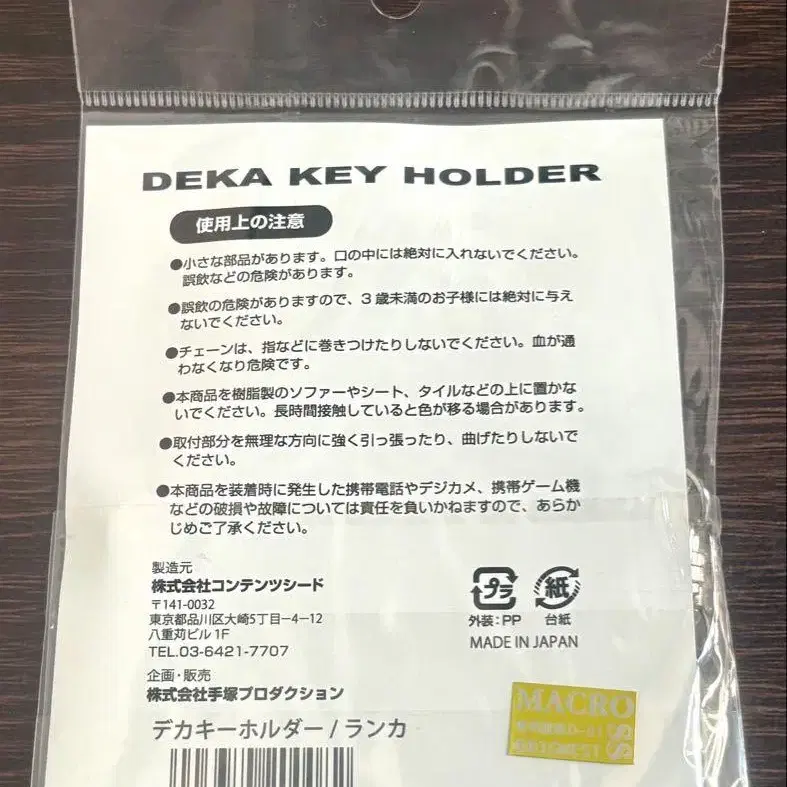 DEKA KEY HOLDER
使用上の注意
●小さな部品があります。口の中には絶対に入れないでください。
誤飲などの危険があります。
●誤飲の危険がありますので、3歳未満のお子様には絶対に与え
ないでください。
●チェーンは、指などに巻きつけたりしないでください。血が通
わなくなり危険です。
●本商品を樹脂製のソファーやシート、タイルなどの上に置かな
いでください。長時間接触していると色が移る場合があります。
●取付部分を無理な方向に強く引っ張ったり、曲げたりしないで
ください。
●本商品を装着時に発生した携帯電話やデジカメ、携帯ゲーム機
などの破損や故障については責任を負いかねますので、あらか
じめご了承ください。
製造元
株式会社コンテンツシード
〒141-0032
東京都品川区大崎5丁目-4-12
八重苅ビル1F
TEL.03-6421-7707
プラ
紙
外装:PP
台紙
MADE IN JAPAN
企画・販売
株式会社手塚プロダクション
デカキーホルダー/ランカ
MACRO